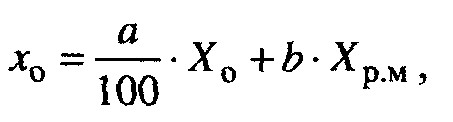 x_о = a/100 · X_о + b · X_р.м ,